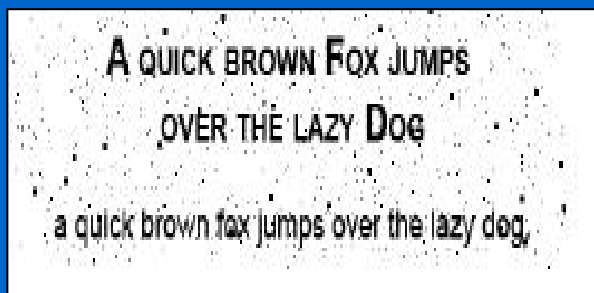 A QUICK BROWN FOX JUMPS
OVER THE LAZY DOG
a quick brown fox jumps over the lazy dog.